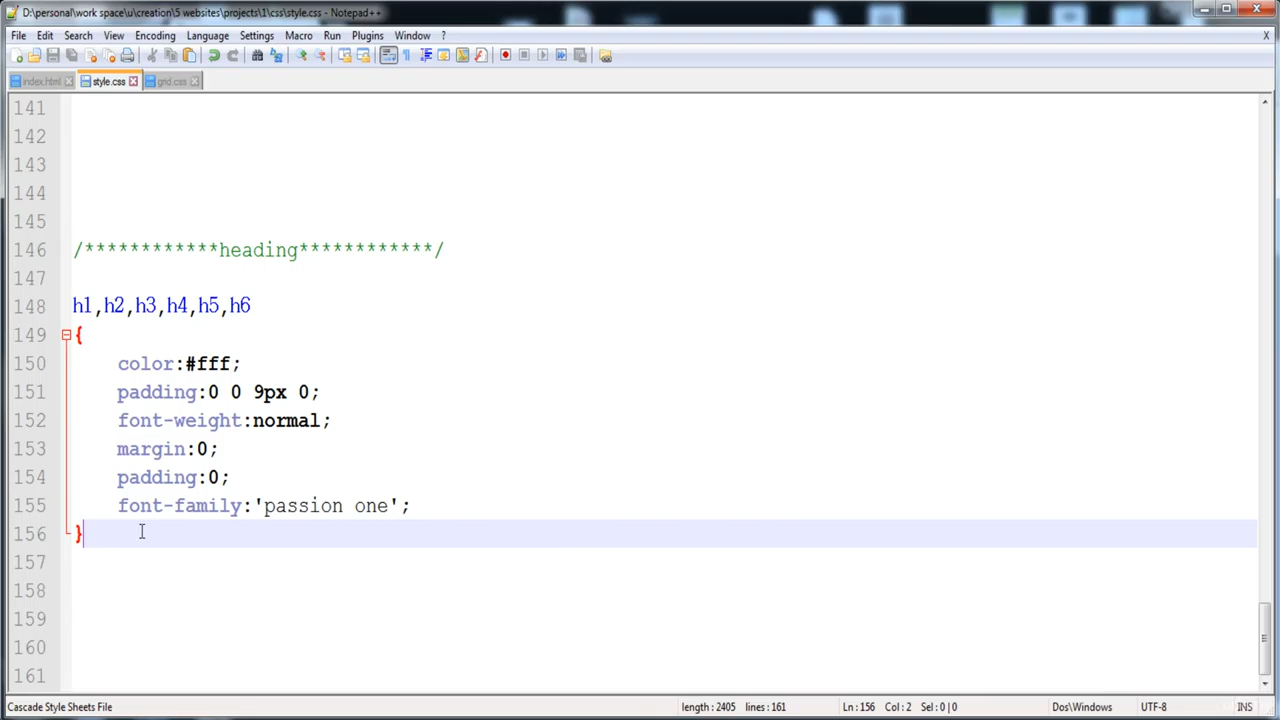 D:\personal\work space\u\creation\5 websites\projects\1\css\style.css - Notepad++
File Edit Search View Encoding Language Settings Macro Run Plugins Window ? X
index.html style.css grid.css
141
142
143
144
145
146 /************heading************/
147
148 h1,h2,h3,h4,h5,h6
149 {
150 color:#fff;
151 padding:0 0 9px 0;
152 font-weight:normal;
153 margin:0;
154 padding:0;
155 font-family:'passion one';
156 }
157
158
159
160
161
Cascade Style Sheets File length : 2405 lines : 161 Ln : 156 Col : 2 Sel : 0 | 0 Dos\Windows UTF-8 INS